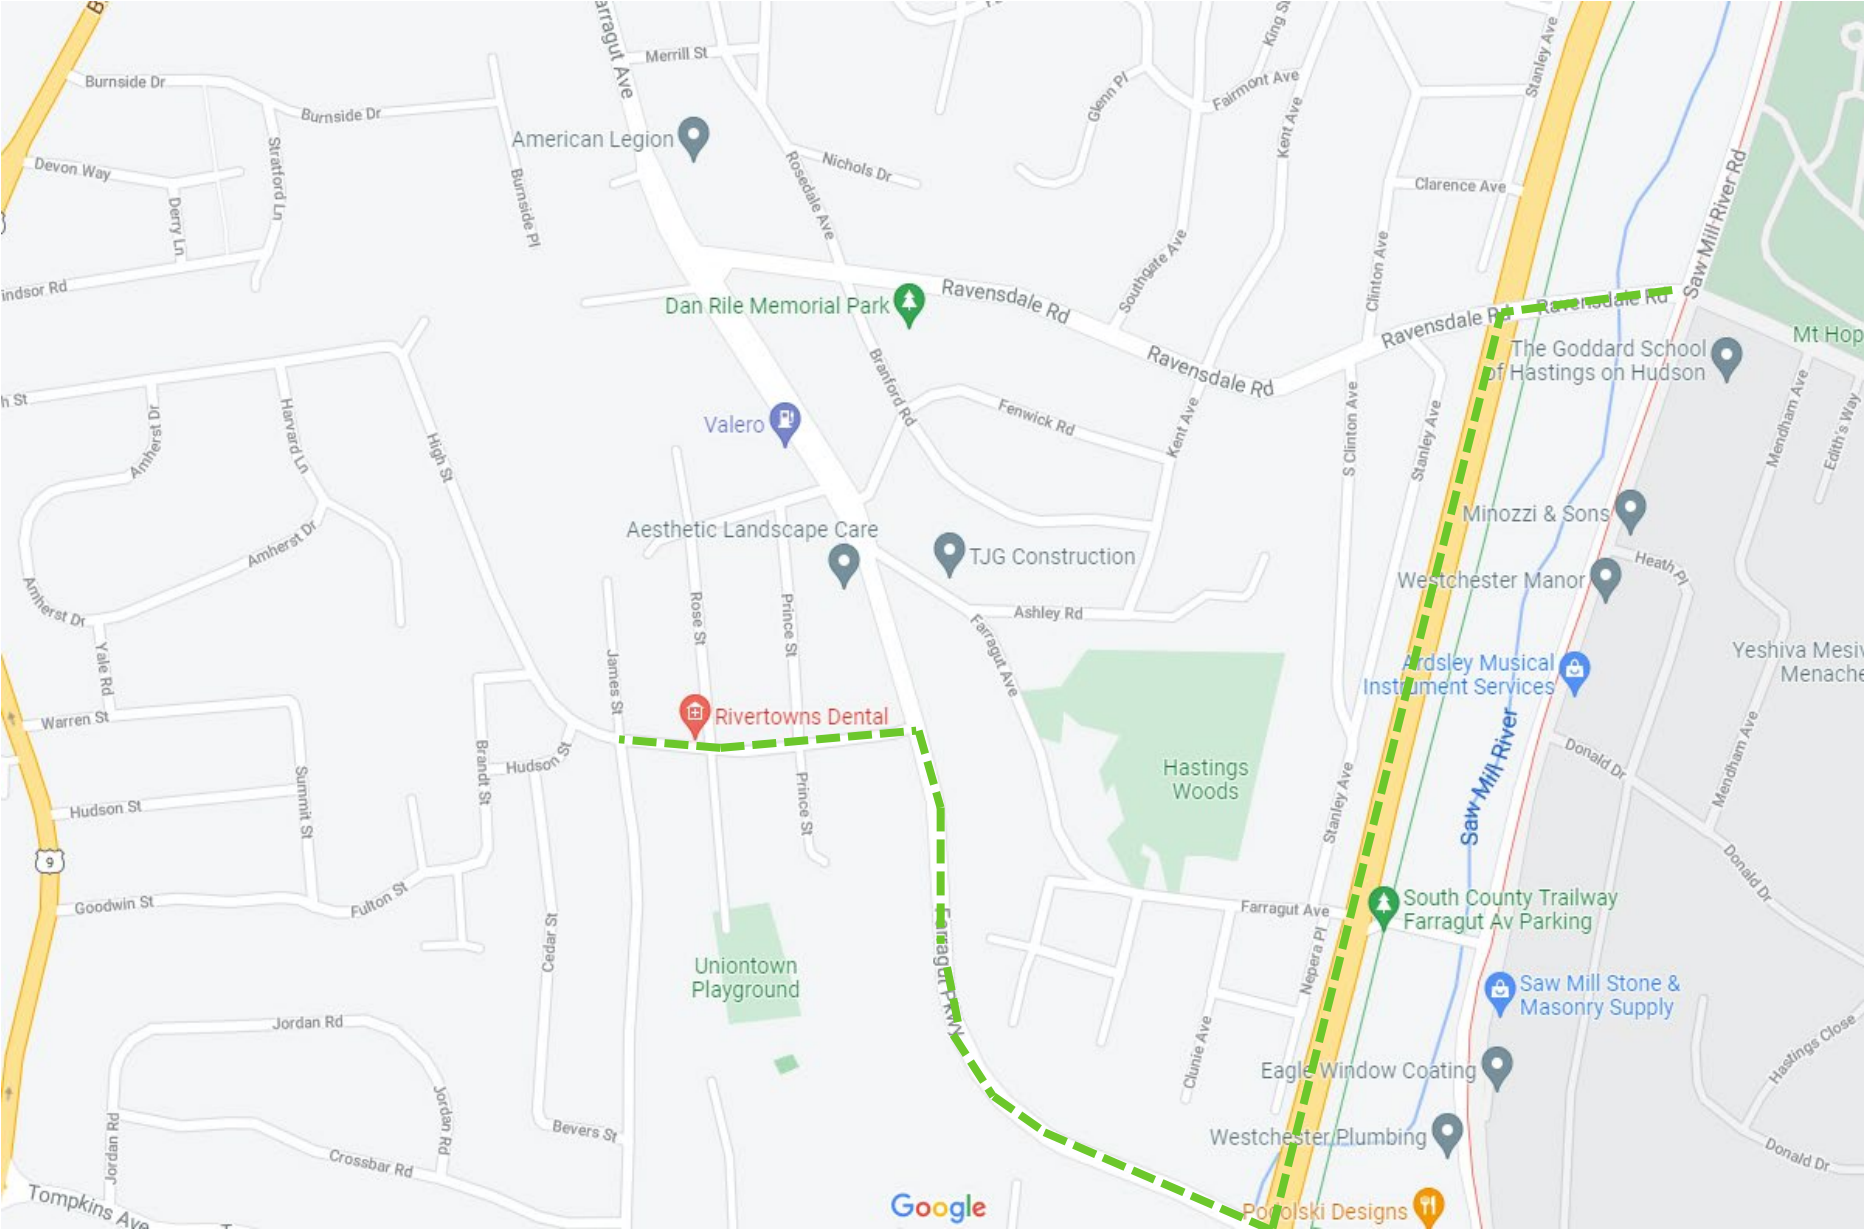 B
arragut Ave
Merrill St
King S
Stanley Ave
Burnside Dr
Burnside Dr
Glenn Pl
Fairmont Ave
Kent Ave
American Legion
Stratford Ln
Rosedale Ave
Nichols Dr
Devon Way
Burnside Pl
Clarence Ave
Saw Mill River Rd
Derry Ln
Southgate Ave
Clinton Ave
indsor Rd
Dan Rile Memorial Park
Ravensdale Rd
Ravensdale Rd
Ravensdale Rd
Mt Hop
The Goddard School
of Hastings on Hudson
Ravensdale Rd
Branford Rd
h St
Amherst Dr
Harvard Ln
High St
Valero
Fenwick Rd
Kent Ave
S Clinton Ave
Stanley Ave
Mendham Ave
Edith's Way
Minozzi & Sons
Aesthetic Landscape Care
TJG Construction
Amherst Dr
Heath Pl
Westchester Manor
Amherst Dr
Rose St
Prince St
Ashley Rd
Farragut Ave
Yale Rd
James St
Ardsley Musical
Instrument Services
Yeshiva Mesiv
Menache
Warren St
Rivertowns Dental
Saw Mill River
Hudson St
Brandt St
Hastings
Woods
Donald Dr
Mendham Ave
Hudson St
Summit St
Prince St
Stanley Ave
9
Goodwin St
Fulton St
Donald Dr
Farragut Ave
South County Trailway
Farragut Av Parking
Cedar St
Uniontown
Playground
Farragut Pkwy
Nepera Pl
Saw Mill Stone &
Masonry Supply
Jordan Rd
Clunie Ave
Eagle Window Coating
Hastings Close
Jordan Rd
Jordan Rd
Bevers St
Westchester Plumbing
Crossbar Rd
Donald Dr
Tompkins Ave
Google
Podolski Designs